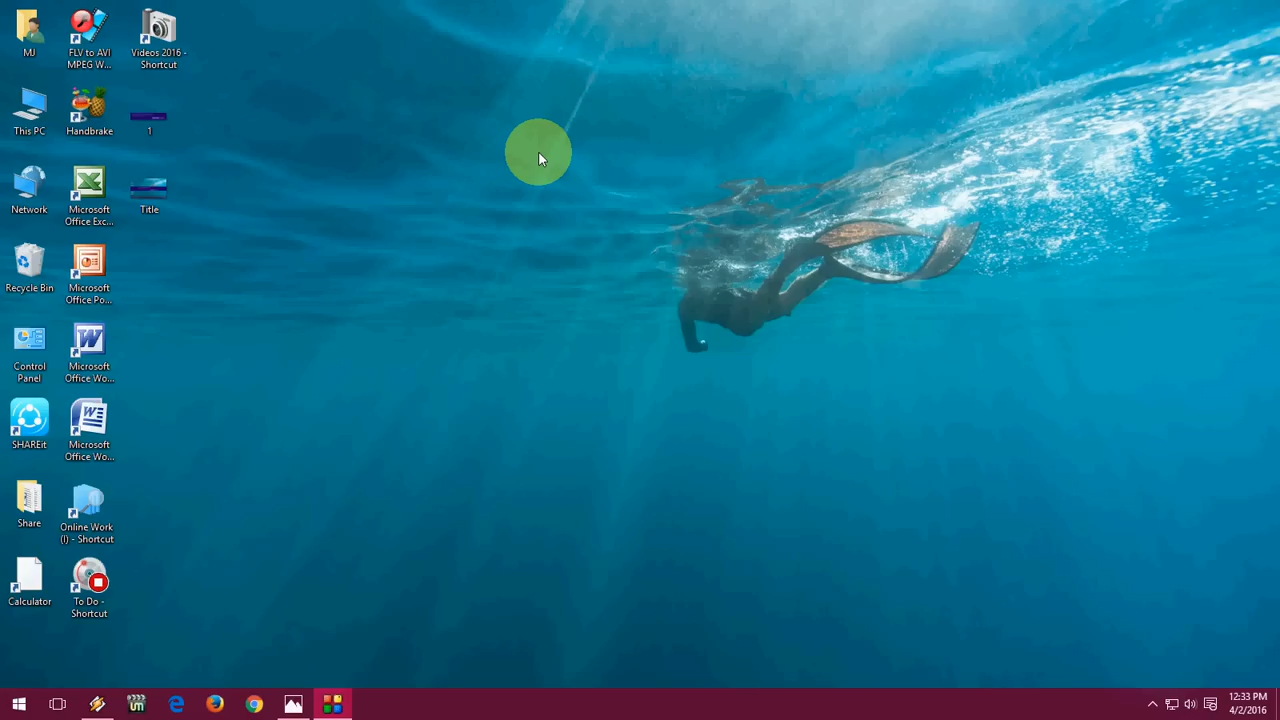 MJ
FLV to AVI
MPEG W...
Videos 2016 -
Shortcut
This PC
Handbrake
1
Network
Microsoft
Office Exc...
Title
Recycle Bin
Microsoft
Office Po...
Control
Panel
Microsoft
Office Wo...
SHAREit
Microsoft
Office Wo...
Share
Online Work
(I) - Shortcut
Calculator
To Do -
Shortcut
12:33 PM
4/2/2016